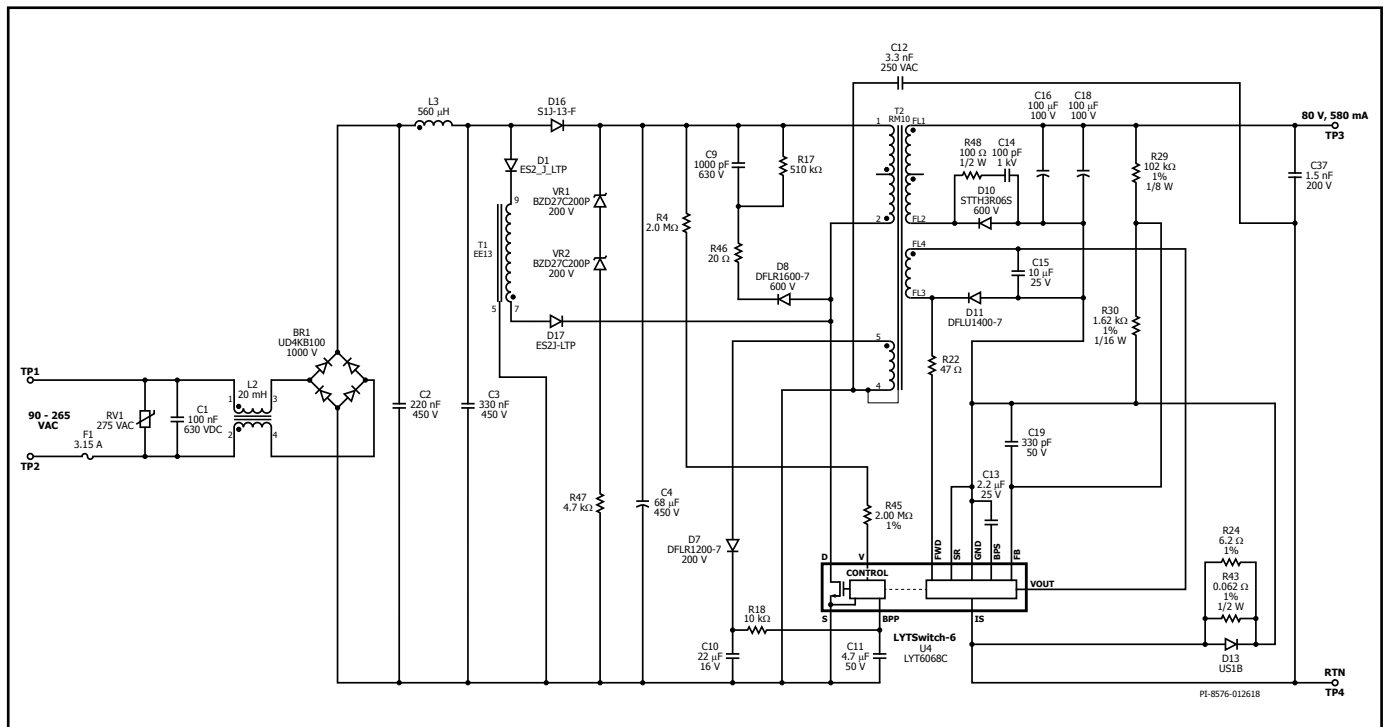 C12
3.3 nF
250 VAC
L3
560 µH
D16
S1J-13-F
T2
RM10
C16
100 µF
100 V
C18
100 µF
100 V
80 V, 580 mA
TP3
1
FL1
D1
ES2_J_LTP
C9
1000 pF
630 V
R17
510 kΩ
R48
100 Ω
1/2 W
C14
100 pF
1 kV
R29
102 kΩ
1%
1/8 W
C37
1.5 nF
200 V
9
VR1
BZD27C200P
200 V
R4
2.0 MΩ
D10
STTH3R06S
600 V
2
FL2
T1
EE13
R46
20 Ω
FL4
VR2
BZD27C200P
200 V
D8
DFLR1600-7
600 V
C15
10 µF
25 V
FL3
5
7
D11
DFLU1400-7
R30
1.62 kΩ
1%
1/16 W
D17
ES2J-LTP
BR1
UD4KB100
1000 V
5
R22
47 Ω
TP1
4
L2
20 mH
1
3
90 - 265
VAC
RV1
275 VAC
C1
100 nF
630 VDC
C2
220 nF
450 V
C3
330 nF
450 V
2
4
F1
3.15 A
TP2
C19
330 pF
50 V
C13
2.2 µF
25 V
R47
4.7 kΩ
C4
68 µF
450 V
R45
2.00 MΩ
1%
D7
DFLR1200-7
200 V
D
V
FWD
SR
GND
BPS
FB
R24
6.2 Ω
1%
R43
0.062 Ω
1%
1/2 W
CONTROL
VOUT
R18
10 kΩ
S
BPP
IS
LYTSwitch-6
U4
LYT6068C
C10
22 µF
16 V
C11
4.7 µF
50 V
D13
US1B
RTN
TP4
PI-8576-012618